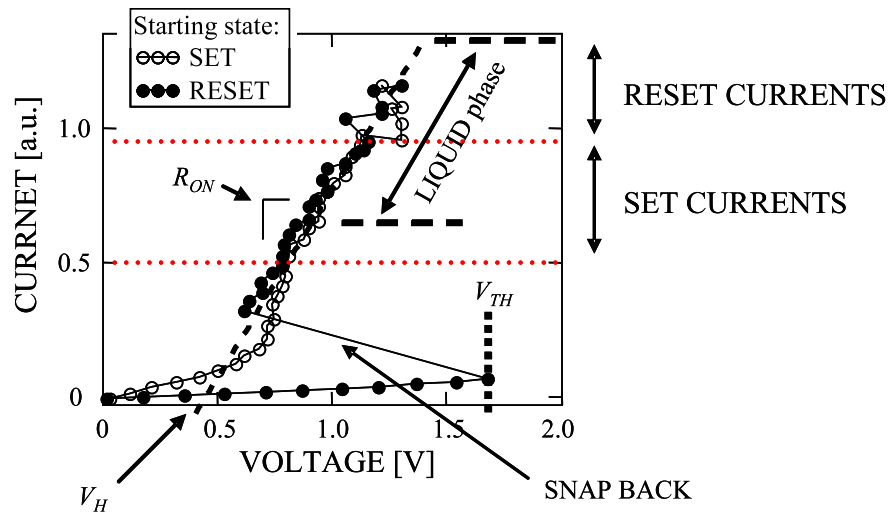 Starting state:
SET
RESET
CURRNET [a.u.]
1.0
0.5
0
R_ON
LIQUID phase
RESET CURRENTS
SET CURRENTS
V_TH
0
0.5
1.0
1.5
2.0
VOLTAGE [V]
V_H
SNAP BACK